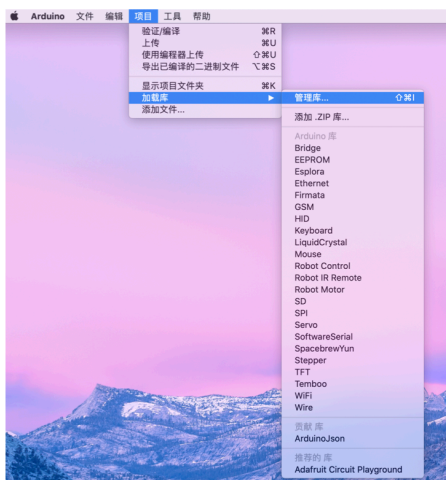 Arduino 文件 编辑 项目 工具 帮助
验证/编译 ⌘R
上传 ⌘U
使用编程器上传 ⇧⌘U
导出已编译的二进制文件 ⌥⌘S
显示项目文件夹 ⌘K
加载库 ▶
添加文件...
管理库... ⇧⌘I
添加 .ZIP 库...
Arduino 库
Bridge
EEPROM
Esplora
Ethernet
Firmata
GSM
HID
Keyboard
LiquidCrystal
Mouse
Robot Control
Robot IR Remote
Robot Motor
SD
SPI
Servo
SoftwareSerial
SpacebrewYun
Stepper
TFT
Temboo
WiFi
Wire
贡献 库
ArduinoJson
推荐的 库
Adafruit Circuit Playground